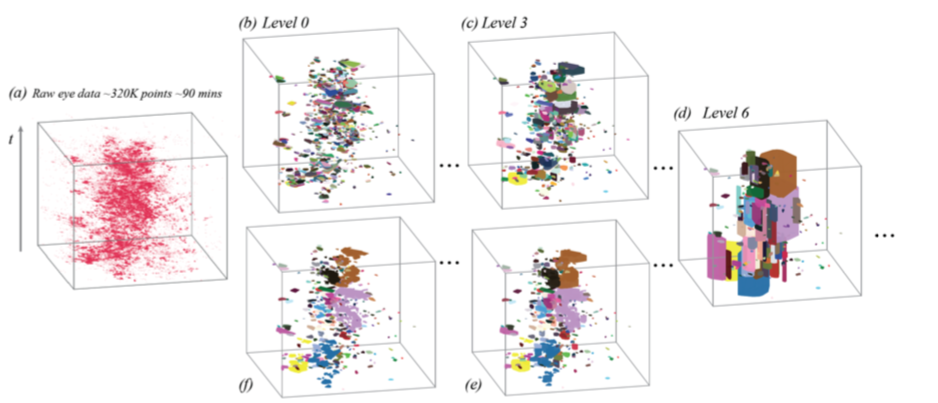 (b) Level 0
(c) Level 3
(a) Raw eye data ~320K points ~90 mins
(d) Level 6
t
...
...
...
...
...
(f)
(e)